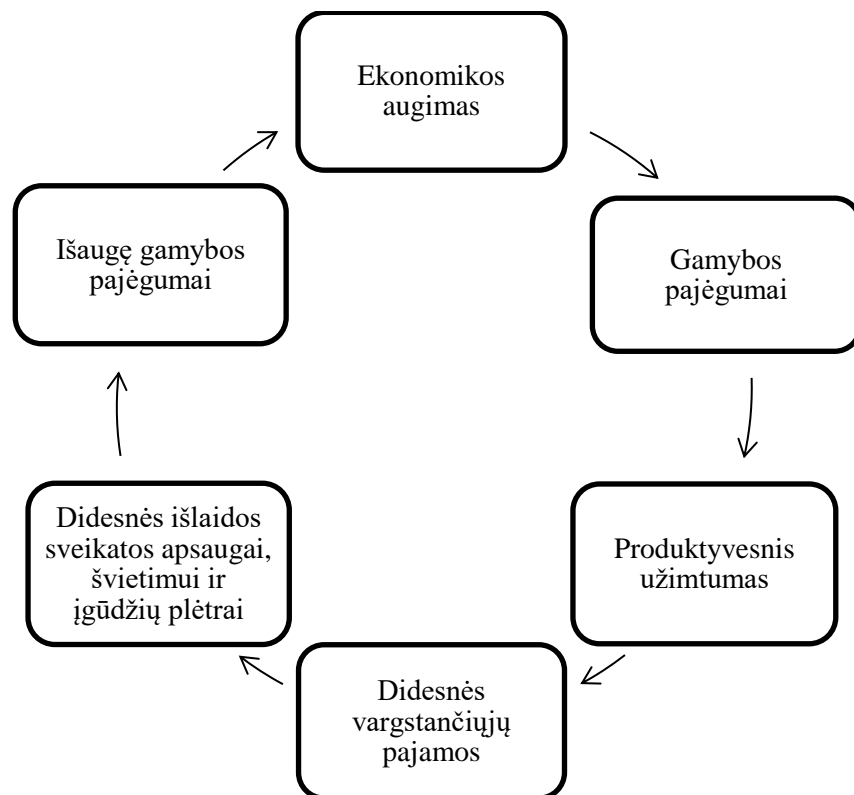 Ekonomikos
augimas
Gamybos
pajėgumai
Produktyvesnis
užimtumas
Didesnės
vargstančiųjų
pajamos
Didesnės išlaidos
sveikatos apsaugai,
švietimui ir
įgūdžių plėtrai
Išaugę gamybos
pajėgumai